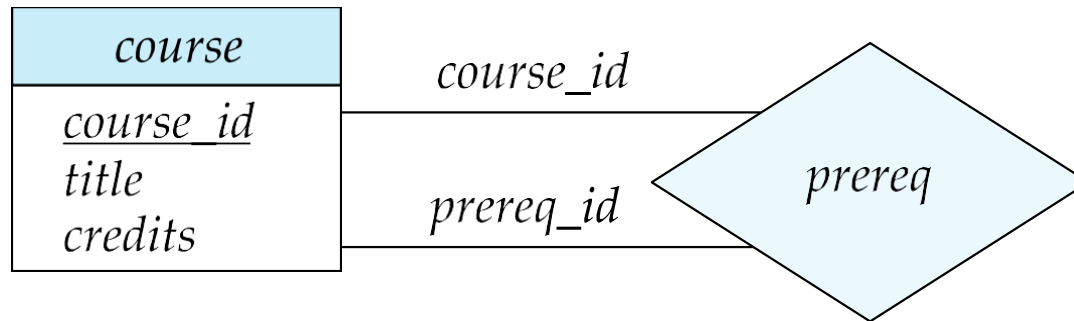 course
course_id
title
credits
course_id
prereq_id
prereq